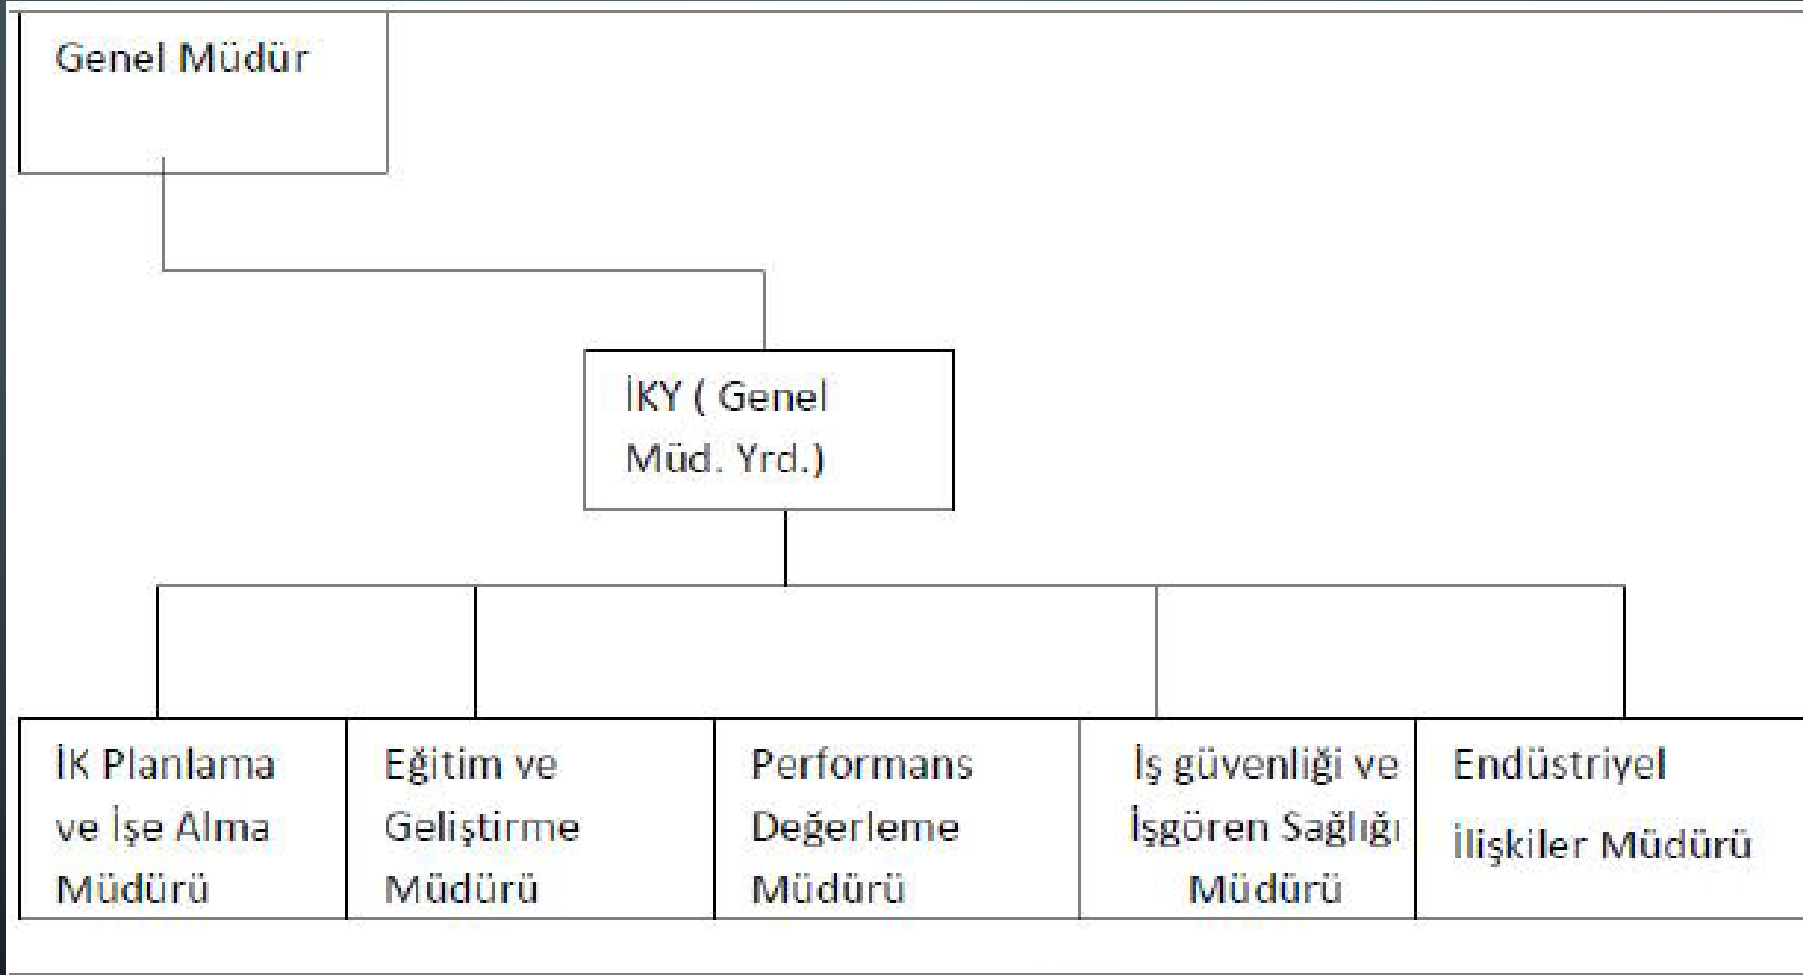 Genel Müdür
İKY ( Genel
Müd. Yrd.)
İK Planlama
ve İşe Alma
Müdürü
Eğitim ve
Geliştirme
Müdürü
Performans
Değerleme
Müdürü
İş güvenliği ve
İşgören Sağlığı
Müdürü
Endüstriyel
İlişkiler Müdürü